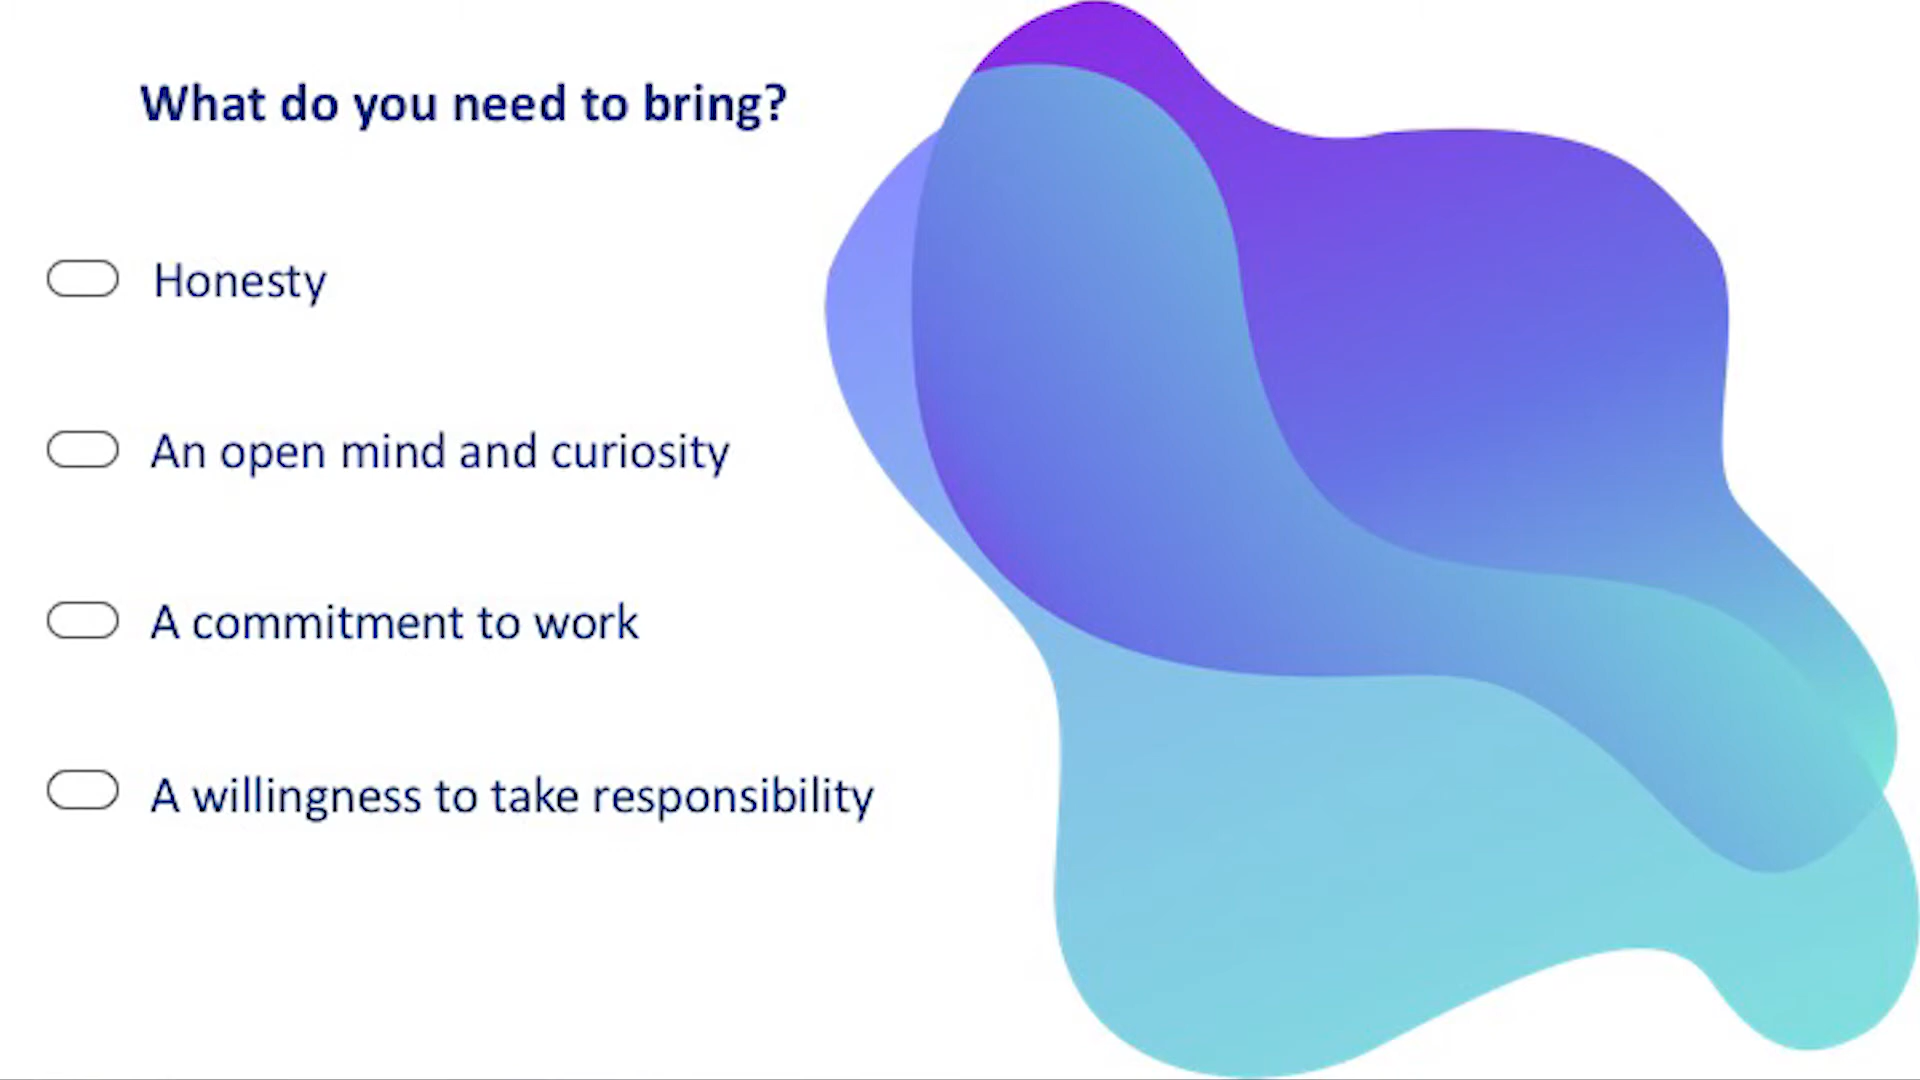 What do you need to bring?
Honesty
An open mind and curiosity
A commitment to work
A willingness to take responsibility